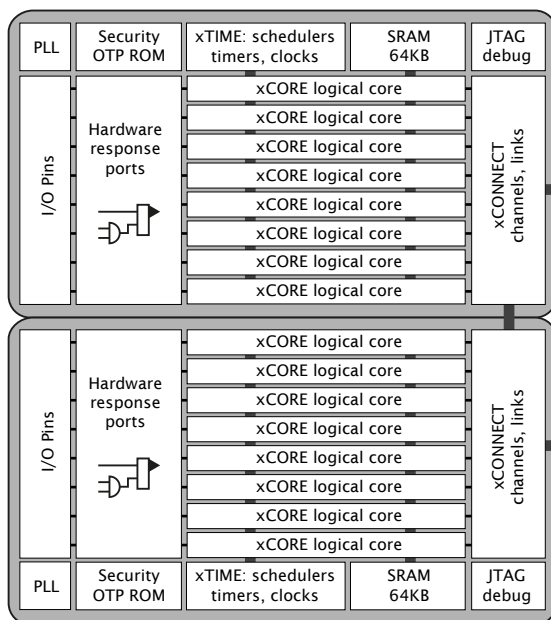 PLL
Security
OTP ROM
xTIME: schedulers
timers, clocks
SRAM
64KB
JTAG
debug
I/O Pins
Hardware
response
ports
xCORE logical core
xCORE logical core
xCORE logical core
xCORE logical core
xCORE logical core
xCORE logical core
xCORE logical core
xCORE logical core
xCONNECT
channels, links
I/O Pins
Hardware
response
ports
xCORE logical core
xCORE logical core
xCORE logical core
xCORE logical core
xCORE logical core
xCORE logical core
xCORE logical core
xCORE logical core
xCONNECT
channels, links
PLL
Security
OTP ROM
xTIME: schedulers
timers, clocks
SRAM
64KB
JTAG
debug